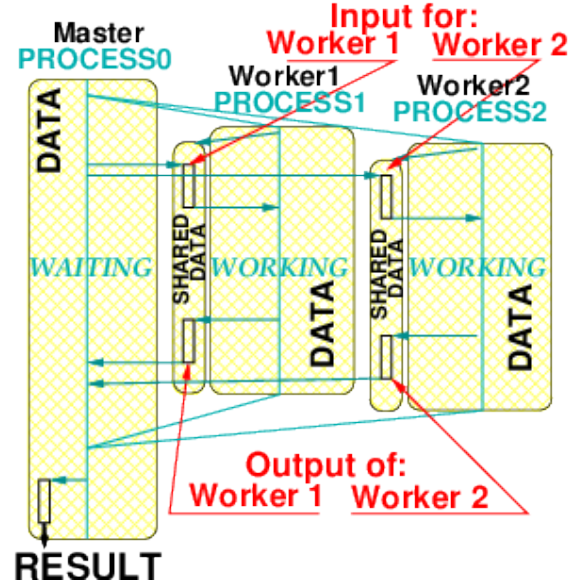 Input for:
Worker 1 Worker 2
Master
PROCESS0
Worker1
PROCESS1
Worker2
PROCESS2
DATA
WAITING
SHARED
DATA
WORKING
DATA
SHARED
DATA
WORKING
DATA
Output of:
Worker 1 Worker 2
RESULT